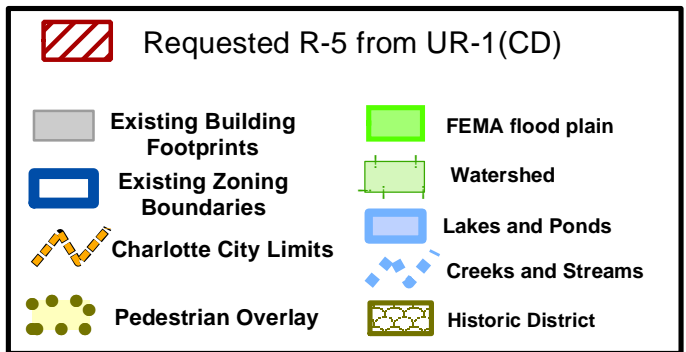 Requested R-5 from UR-1(CD)
Existing Building
Footprints
Existing Zoning
Boundaries
Charlotte City Limits
Pedestrian Overlay
FEMA flood plain
Watershed
Lakes and Ponds
Creeks and Streams
Historic District